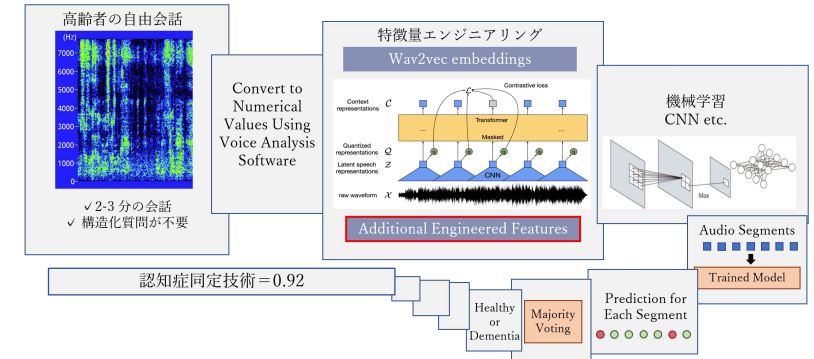 高齢者の自由会話
(Hz)
7000
6000
5000
4000
3000
2000
1000
0
✓2-3 分の会話
✓ 構造化質問が不要
Convert to
Numerical
Values Using
Voice Analysis
Software
特徴量エンジニアリング
Wav2vec embeddings
Contrastive loss
Context
representations
C
L
Transformer
...
...
Masked
Quantized
representations
Q
q
q
q
q
q
Latent speech
representations
Z
CNN
raw waveform
X
Additional Engineered Features
機械学習
CNN etc.
Max
Audio Segments
Trained Model
Prediction for
Each Segment
Majority
Voting
Healthy
or
Dementia
認知症同定技術＝0.92